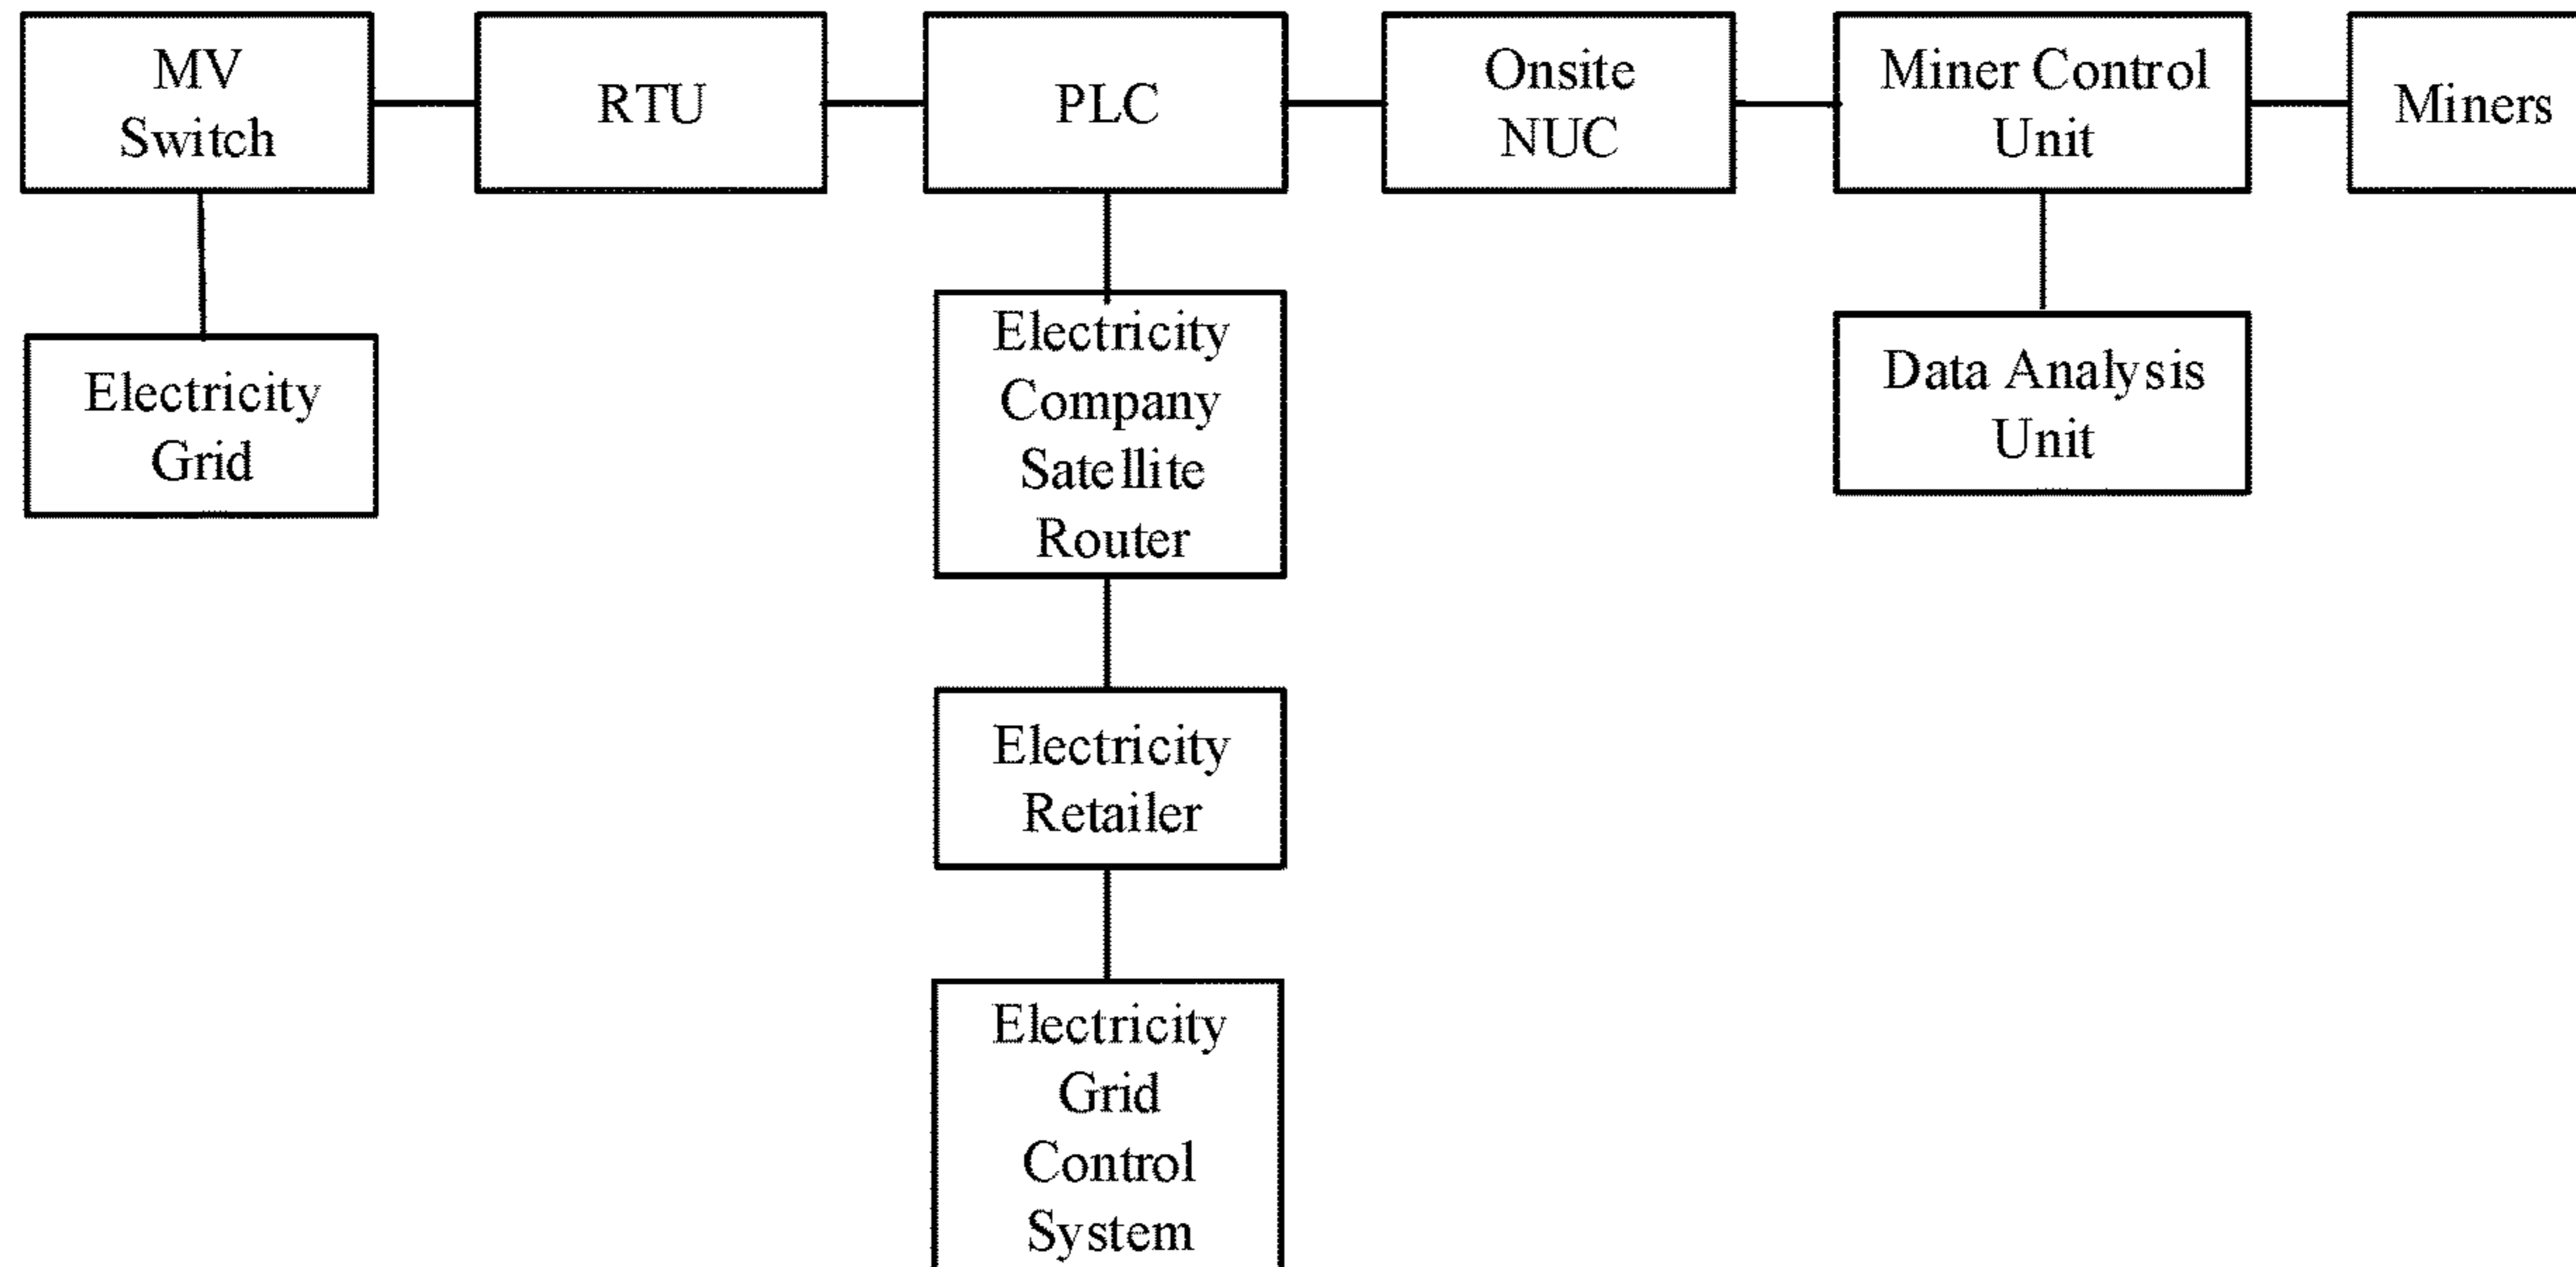 MV
Switch
RTU
PLC
Onsite
NUC
Miner Control
Unit
Miners
Electricity
Grid
Electricity
Company
Satellite
Router
Data Analysis
Unit
Electricity
Retailer
Electricity
Grid
Control
System